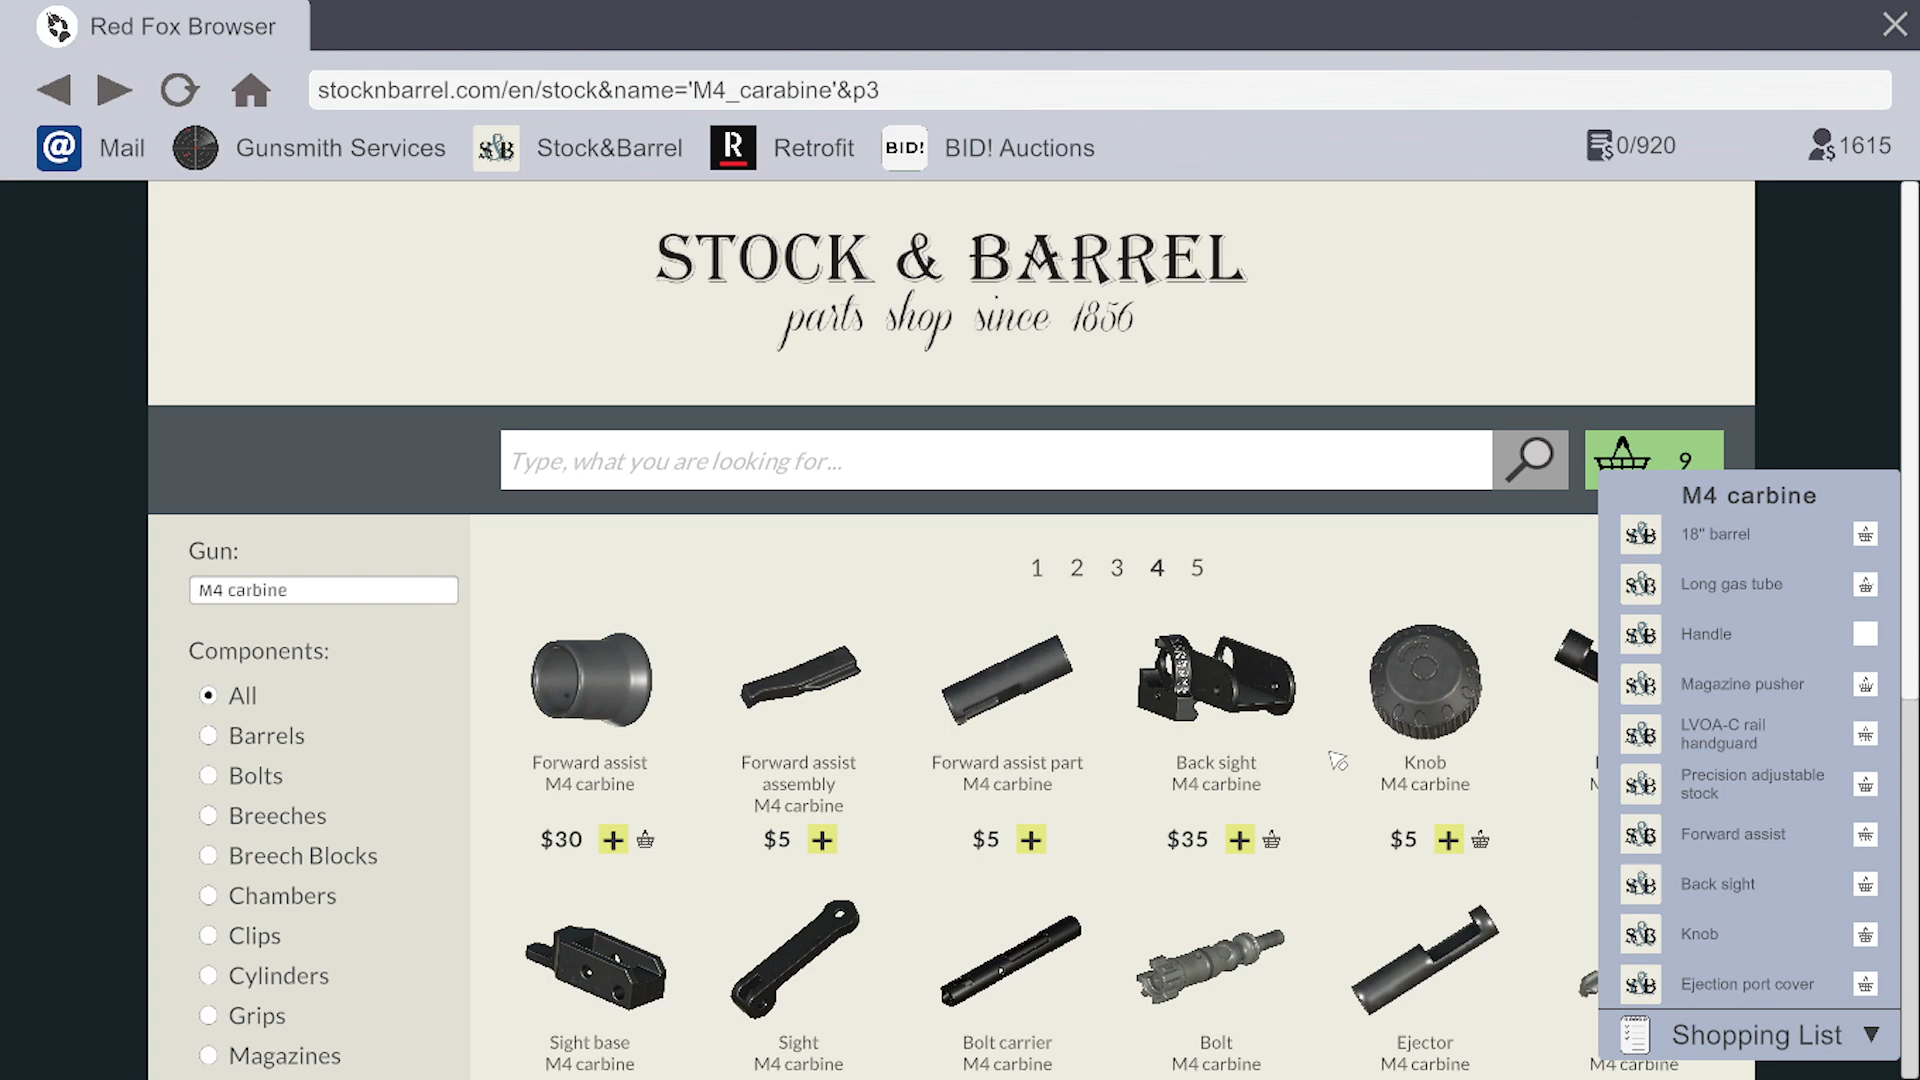 Red Fox Browser
stocknbarrel.com/en/stock&name='M4_carabine'&p3
Mail
Gunsmith Services
S&B
Stock&Barrel
R
Retrofit
BID!
BID! Auctions
0/920
1615
STOCK & BARREL
parts shop since 1856
Type, what you are looking for...
9
Gun:
M4 carbine
Components:
All
Barrels
Bolts
Breeches
Breech Blocks
Chambers
Clips
Cylinders
Grips
Magazines
1 2 3 4 5
Forward assist
M4 carbine
$30 +
Forward assist
assembly
M4 carbine
$5 +
Forward assist part
M4 carbine
$5 +
Back sight
M4 carbine
$35 +
Knob
M4 carbine
$5 +
Sight base
M4 carbine
Sight
M4 carbine
Bolt carrier
M4 carbine
Bolt
M4 carbine
Ejector
M4 carbine
M4 carbine
M4 carbine
S&B 18" barrel
S&B Long gas tube
S&B Handle
S&B Magazine pusher
S&B LVOA-C rail
handguard
S&B Precision adjustable
stock
S&B Forward assist
S&B Back sight
S&B Knob
S&B Ejection port cover
Shopping List